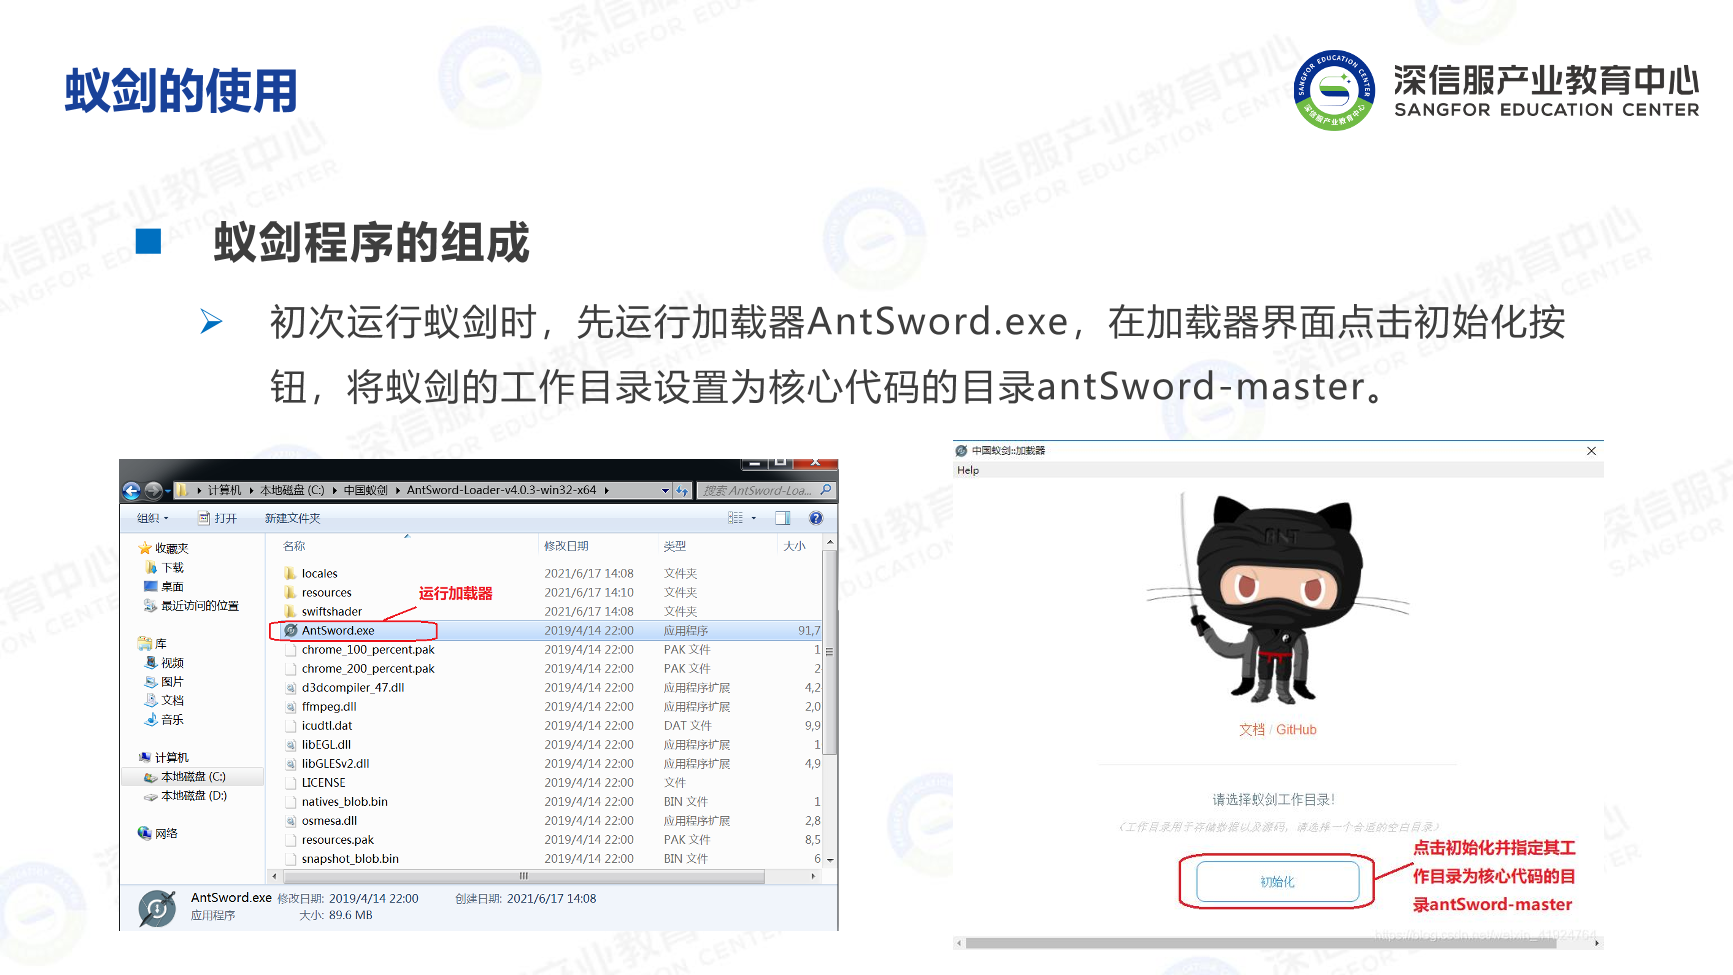 蚁剑的使用
深信服产业教育中心
SANGFOR EDUCATION CENTER
蚁剑程序的组成
初次运行蚁剑时，先运行加载器AntSword.exe，在加载器界面点击初始化按
钮，将蚁剑的工作目录设置为核心代码的目录antSword-master。
计算机 本地磁盘 (C:) 中国蚁剑 AntSword-Loader-v4.0.3-win32-x64 搜索 AntSword-Loa...
组织 打开 新建文件夹
名称 修改日期 类型 大小
收藏夹
下载
桌面
最近访问的位置
库
视频
图片
文档
音乐
计算机
本地磁盘 (C:)
本地磁盘 (D:)
网络
locales 2021/6/17 14:08 文件夹
resources 2021/6/17 14:10 文件夹
运行加载器
swiftshader 2021/6/17 14:08 文件夹
AntSword.exe 2019/4/14 22:00 应用程序 91,7
chrome_100_percent.pak 2019/4/14 22:00 PAK 文件 1
chrome_200_percent.pak 2019/4/14 22:00 PAK 文件 2
d3dcompiler_47.dll 2019/4/14 22:00 应用程序扩展 4,2
ffmpeg.dll 2019/4/14 22:00 应用程序扩展 2,0
icudtl.dat 2019/4/14 22:00 DAT 文件 9,9
libEGL.dll 2019/4/14 22:00 应用程序扩展 1
libGLESv2.dll 2019/4/14 22:00 应用程序扩展 4,9
LICENSE 2019/4/14 22:00 文件
natives_blob.bin 2019/4/14 22:00 BIN 文件 1
osmesa.dll 2019/4/14 22:00 应用程序扩展 2,8
resources.pak 2019/4/14 22:00 PAK 文件 8,5
snapshot_blob.bin 2019/4/14 22:00 BIN 文件 6
AntSword.exe 修改日期: 2019/4/14 22:00 创建日期: 2021/6/17 14:08
应用程序 大小: 89.6 MB
中国蚁剑::加载器
Help
ANT
文档 / GitHub
请选择蚁剑工作目录!
(工作目录用于存储数据以及源码，请选择一个合适的空白目录)
初始化
点击初始化并指定其工
作目录为核心代码的目
录antSword-master
https://blog.csdn.net/weixin_41924764